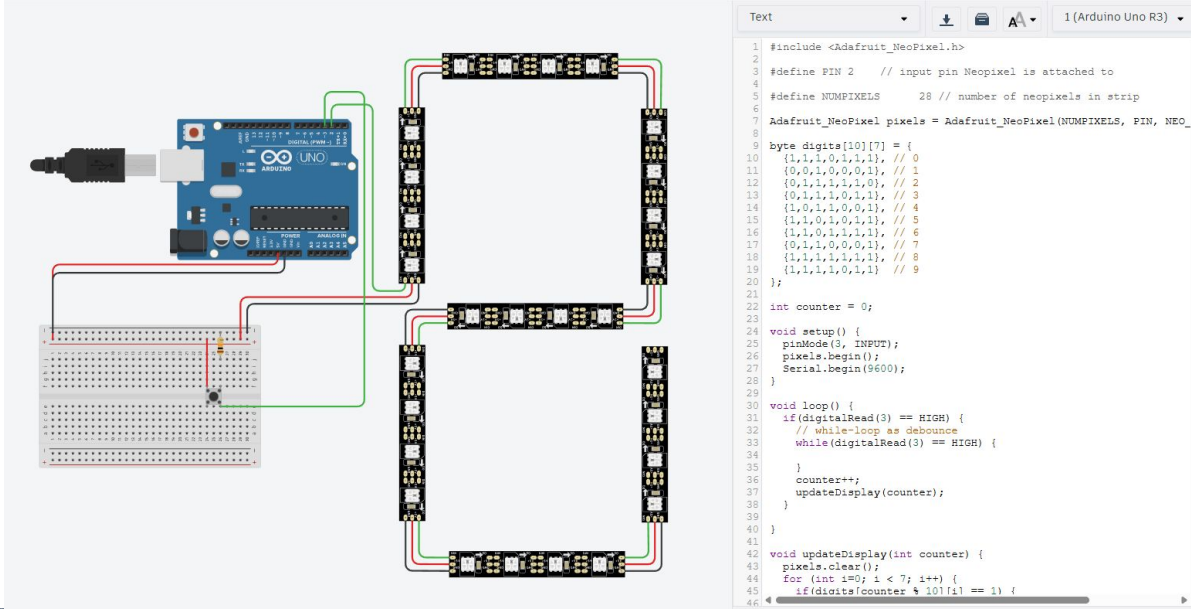 Text
1 (Arduino Uno R3)
DIGITAL (PWM~)
UNO
ARDUINO
POWER
ANALOG IN
1 #include <Adafruit_NeoPixel.h>
2
3 #define PIN 2 // input pin Neopixel is attached to
4
5 #define NUMPIXELS 28 // number of neopixels in strip
6
7 Adafruit_NeoPixel pixels = Adafruit_NeoPixel(NUMPIXELS, PIN, NEO_
8
9 byte digits[10][7] = {
10 {1,1,1,0,1,1,1}, // 0
11 {0,0,1,0,0,0,1}, // 1
12 {0,1,1,1,1,1,0}, // 2
13 {0,1,1,1,0,1,1}, // 3
14 {1,0,1,1,0,0,1}, // 4
15 {1,1,0,1,0,1,1}, // 5
16 {1,1,0,1,1,1,1}, // 6
17 {0,1,1,0,0,0,1}, // 7
18 {1,1,1,1,1,1,1}, // 8
19 {1,1,1,1,0,1,1} // 9
20 };
21
22 int counter = 0;
23
24 void setup() {
25 pinMode(3, INPUT);
26 pixels.begin();
27 Serial.begin(9600);
28 }
29
30 void loop() {
31 if(digitalRead(3) == HIGH) {
32 // while-loop as debounce
33 while(digitalRead(3) == HIGH) {
34
35 }
36 counter++;
37 updateDisplay(counter);
38 }
39
40 }
41
42 void updateDisplay(int counter) {
43 pixels.clear();
44 for (int i=0; i < 7; i++) {
45 if(digits[counter % 10][i] == 1) {
46